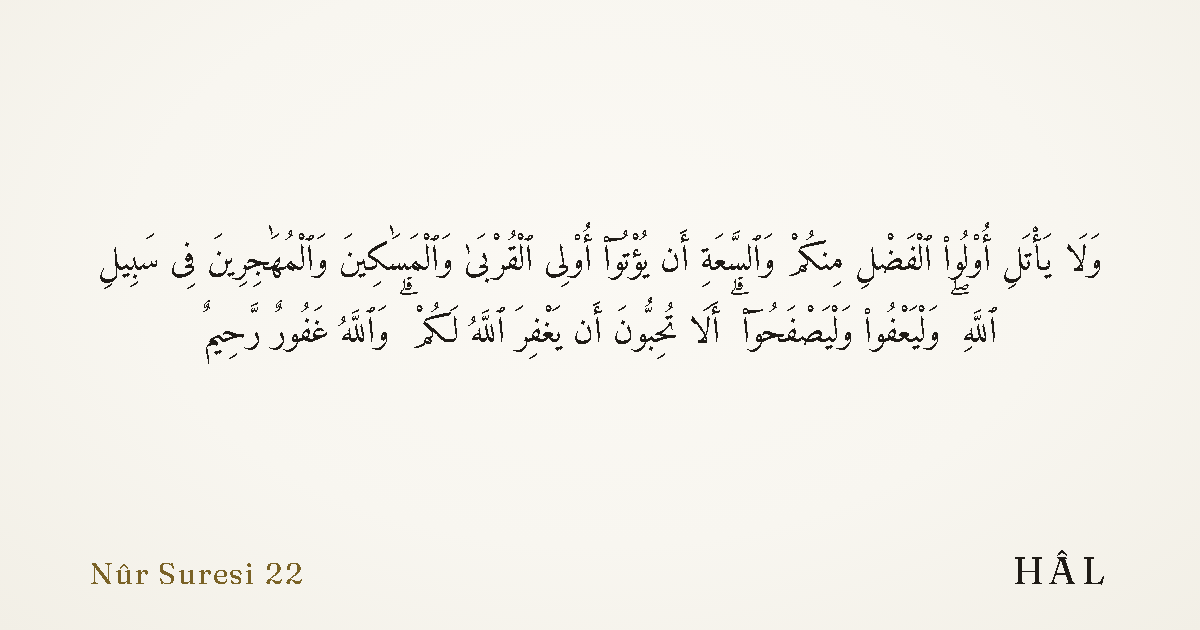 وَلَا يَأْتَلِ أُو۟لُوا۟ ٱلْفَضْلِ مِنكُمْ وَٱلسَّعَةِ أَن يُؤْتُوٓا۟ أُو۟لِى ٱلْقُرْبَىٰ وَٱلْمَسَـٰكِينَ وَٱلْمُهَـٰجِرِينَ فِى سَبِيلِ
ٱللَّهِ ۖ وَلْيَعْفُوا۟ وَلْيَصْفَحُوٓا۟ ۗ أَلَا تُحِبُّونَ أَن يَغْفِرَ ٱللَّهُ لَكُمْ ۗ وَٱللَّهُ غَفُورٌ رَّحِيمٌ
Nûr Suresi 22
HÂL